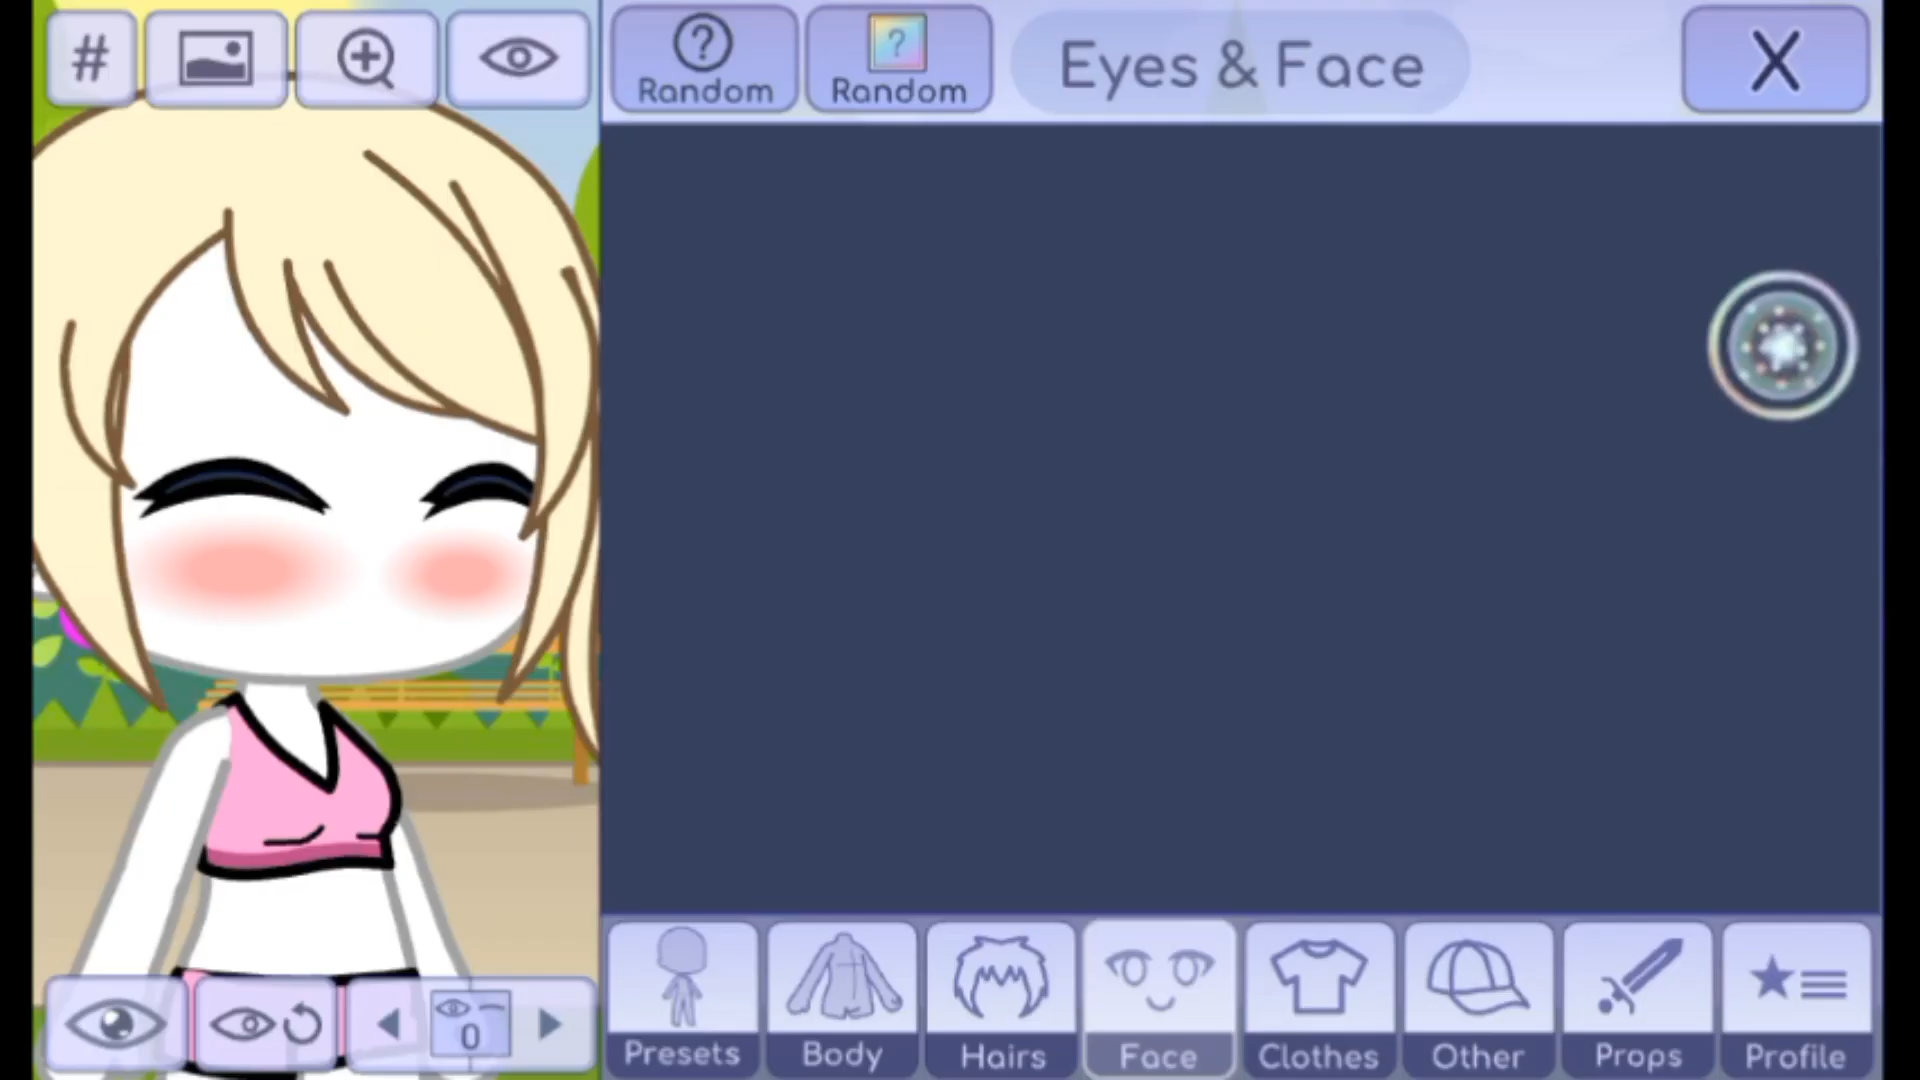 #
? Random
? Random
Eyes & Face
X
0
Presets
Body
Hairs
Face
Clothes
Other
Props
Profile